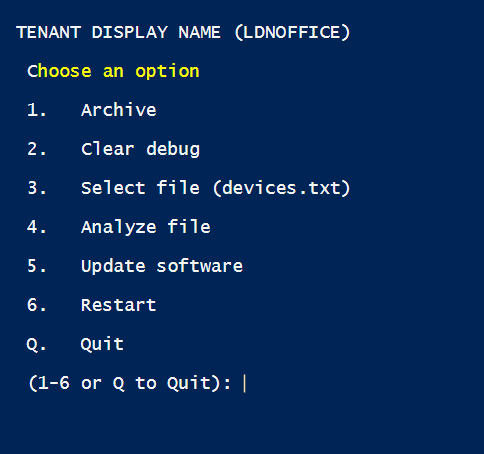 TENANT DISPLAY NAME (LDNOFFICE)
Choose an option
1. Archive
2. Clear debug
3. Select file (devices.txt)
4. Analyze file
5. Update software
6. Restart
Q. Quit
(1-6 or Q to Quit):